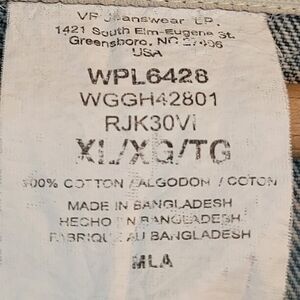 VF Jeanswear LP.
1421 South Elm-Eugene St.
Greensboro, NC 27406
USA
WPL6428
WGGH42801
RJK30VI
XL/XG/TG
100% COTTON / ALGODON / COTON
MADE IN BANGLADESH
HECHO EN BANGLADESH
FABRIQUE AU BANGLADESH
MLA